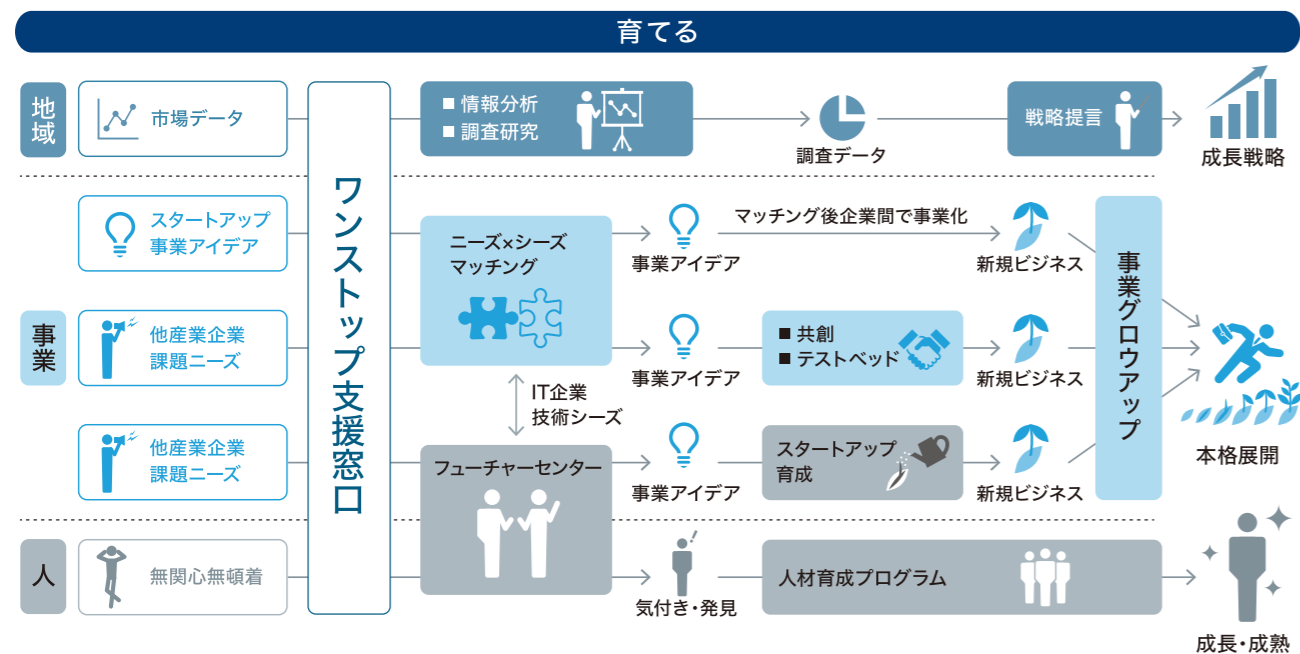 育てる
地域
市場データ
ワンストップ支援窓口
■ 情報分析
■ 調査研究
調査データ
戦略提言
成長戦略
事業
スタートアップ
事業アイデア
他産業企業
課題ニーズ
他産業企業
課題ニーズ
ニーズ×シーズ
マッチング
IT企業
技術シーズ
フューチャーセンター
事業アイデア
マッチング後企業間で事業化
新規ビジネス
事業アイデア
■ 共創
■ テストベッド
新規ビジネス
事業アイデア
スタートアップ
育成
新規ビジネス
事業グロウアップ
本格展開
人
無関心無頓着
気付き・発見
人材育成プログラム
成長・成熟